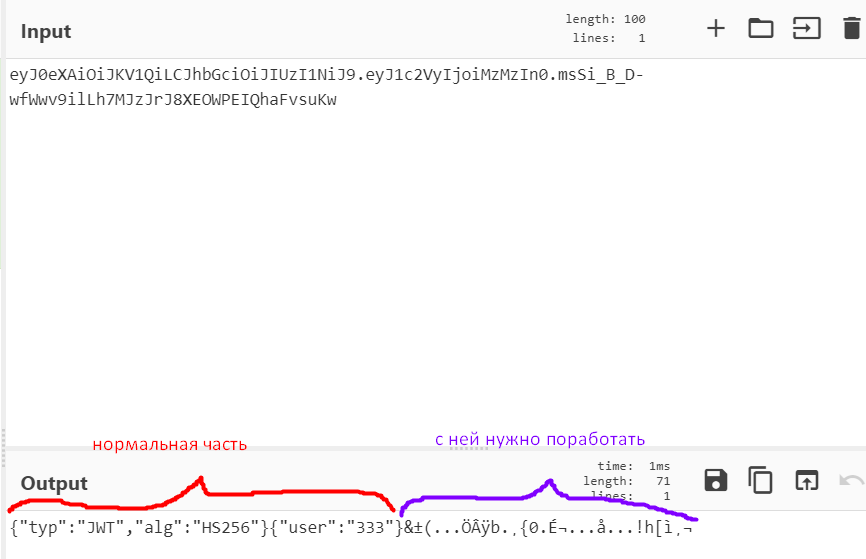 Input
length: 100
lines: 1
eyJ0eXAiOiJKV1QiLCJhbGciOiJIUzI1NiJ9.eyJ1c2VyIjoiMzMzIn0.msSi_B_D-
wfWwv9ilLh7MJzJrJ8XEOWPEIQhaFvsuKw
нормальная часть
с ней нужно поработать
Output
time: 1ms
length: 71
lines: 1
{"typ":"JWT","alg":"HS256"}{"user":"333"}&±(...ÖÂÿb.¸{0.É¬...å...!h[ì¸¬